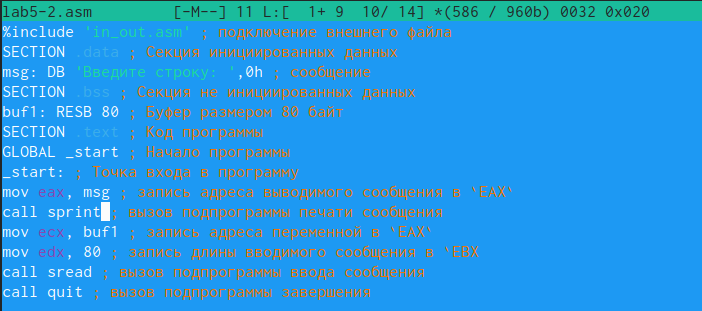 lab5-2.asm [-M--] 11 L:[ 1+ 9 10/ 14] *(586 / 960b) 0032 0x020
%include 'in_out.asm' ; подключение внешнего файла
SECTION .data ; Секция инициированных данных
msg: DB 'Введите строку: ',0h ; сообщение
SECTION .bss ; Секция не инициированных данных
buf1: RESB 80 ; Буфер размером 80 байт
SECTION .text ; Код программы
GLOBAL _start ; Начало программы
_start: ; Точка входа в программу
mov eax, msg ; запись адреса выводимого сообщения в `EAX`
call sprint ; вызов подпрограммы печати сообщения
mov ecx, buf1 ; запись адреса переменной в `EAX`
mov edx, 80 ; запись длины вводимого сообщения в `EBX
call sread ; вызов подпрограммы ввода сообщения
call quit ; вызов подпрограммы завершения